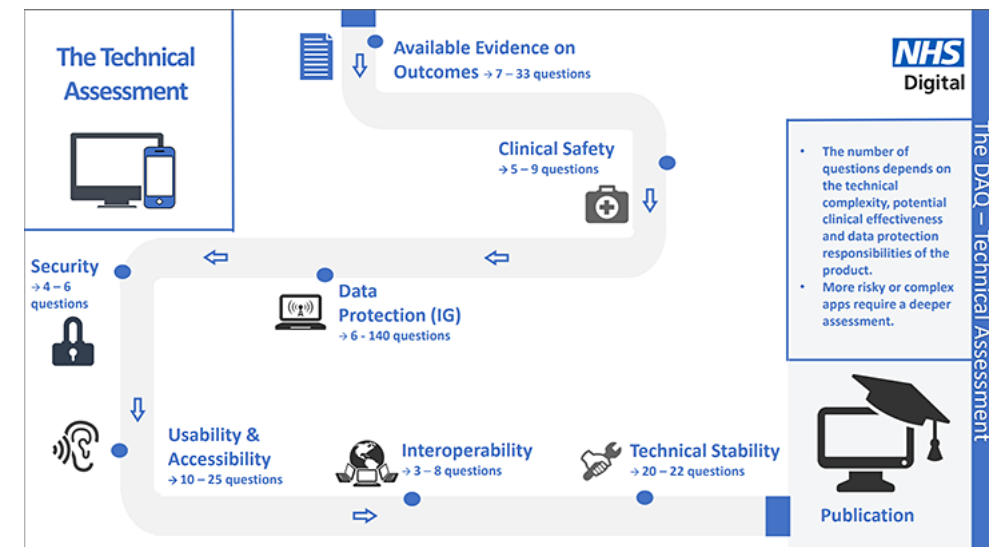 The Technical
Assessment
Available Evidence on
Outcomes → 7 – 33 questions
NHS
Digital
Clinical Safety
→ 5 – 9 questions
• The number of
questions depends on
the technical
complexity, potential
clinical effectiveness
and data protection
responsibilities of the
product.
• More risky or complex
apps require a deeper
assessment.
The DAQ – Technical Assessment
Security
→ 4 – 6
questions
Data
Protection (IG)
→ 6 - 140 questions
Usability &
Accessibility
→ 10 – 25 questions
Interoperability
→ 3 – 8 questions
Technical Stability
→ 20 – 22 questions
Publication